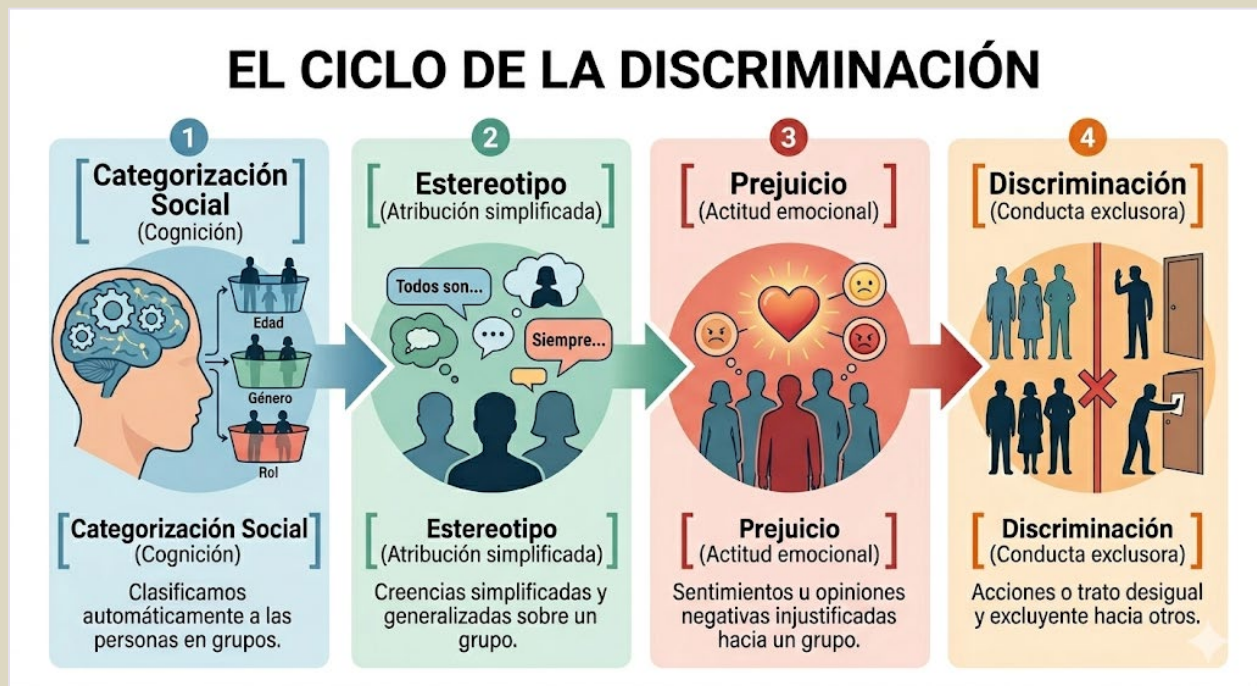 EL CICLO DE LA DISCRIMINACIÓN
1
Categorización
Social
(Cognición)
Edad
Género
Rol
Categorización Social
(Cognición)
Clasificamos
automáticamente a las
personas en grupos.
2
Estereotipo
(Atribución simplificada)
Todos son...
Siempre...
Estereotipo
(Atribución simplificada)
Creencias simplificadas y
generalizadas sobre un
grupo.
3
Prejuicio
(Actitud emocional)
Prejuicio
(Actitud emocional)
Sentimientos u opiniones
negativas injustificadas
hacia un grupo.
4
Discriminación
(Conducta exclusora)
Discriminación
(Conducta exclusora)
Acciones o trato desigual
y excluyente hacia otros.